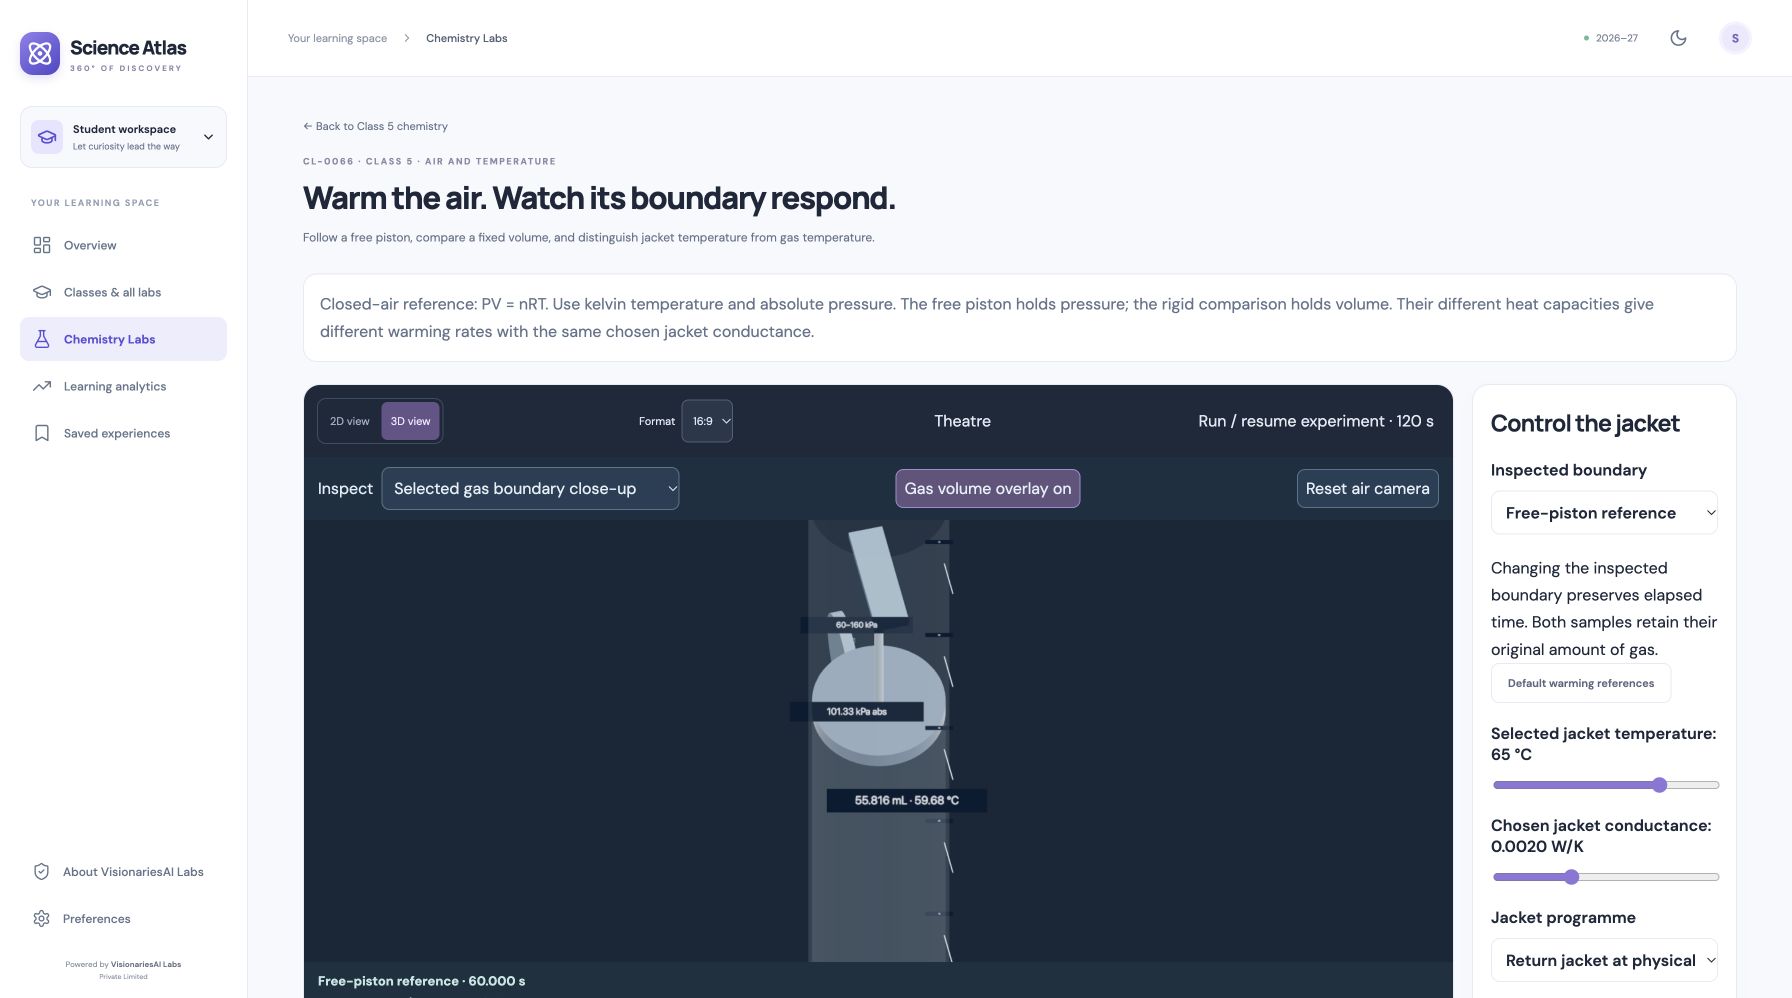 Science Atlas
360° OF DISCOVERY
Student workspace
Let curiosity lead the way
YOUR LEARNING SPACE
Overview
Classes & all labs
Chemistry Labs
Learning analytics
Saved experiences
About VisionariesAI Labs
Preferences
Powered by VisionariesAI Labs
Private Limited
Your learning space
Chemistry Labs
2026–27
S
← Back to Class 5 chemistry
CL-0066 · CLASS 5 · AIR AND TEMPERATURE
Warm the air. Watch its boundary respond.
Follow a free piston, compare a fixed volume, and distinguish jacket temperature from gas temperature.
Closed-air reference: PV = nRT. Use kelvin temperature and absolute pressure. The free piston holds pressure; the rigid comparison holds volume. Their different heat capacities give
different warming rates with the same chosen jacket conductance.
2D view
3D view
Format
16:9
Theatre
Run / resume experiment · 120 s
Inspect
Selected gas boundary close-up
Gas volume overlay on
Reset air camera
60–160 kPa
101.33 kPa abs
55.816 mL · 59.68 °C
Free-piston reference · 60.000 s
Control the jacket
Inspected boundary
Free-piston reference
Changing the inspected
boundary preserves elapsed
time. Both samples retain their
original amount of gas.
Default warming references
Selected jacket temperature:
65 °C
Chosen jacket conductance:
0.0020 W/K
Jacket programme
Return jacket at physical